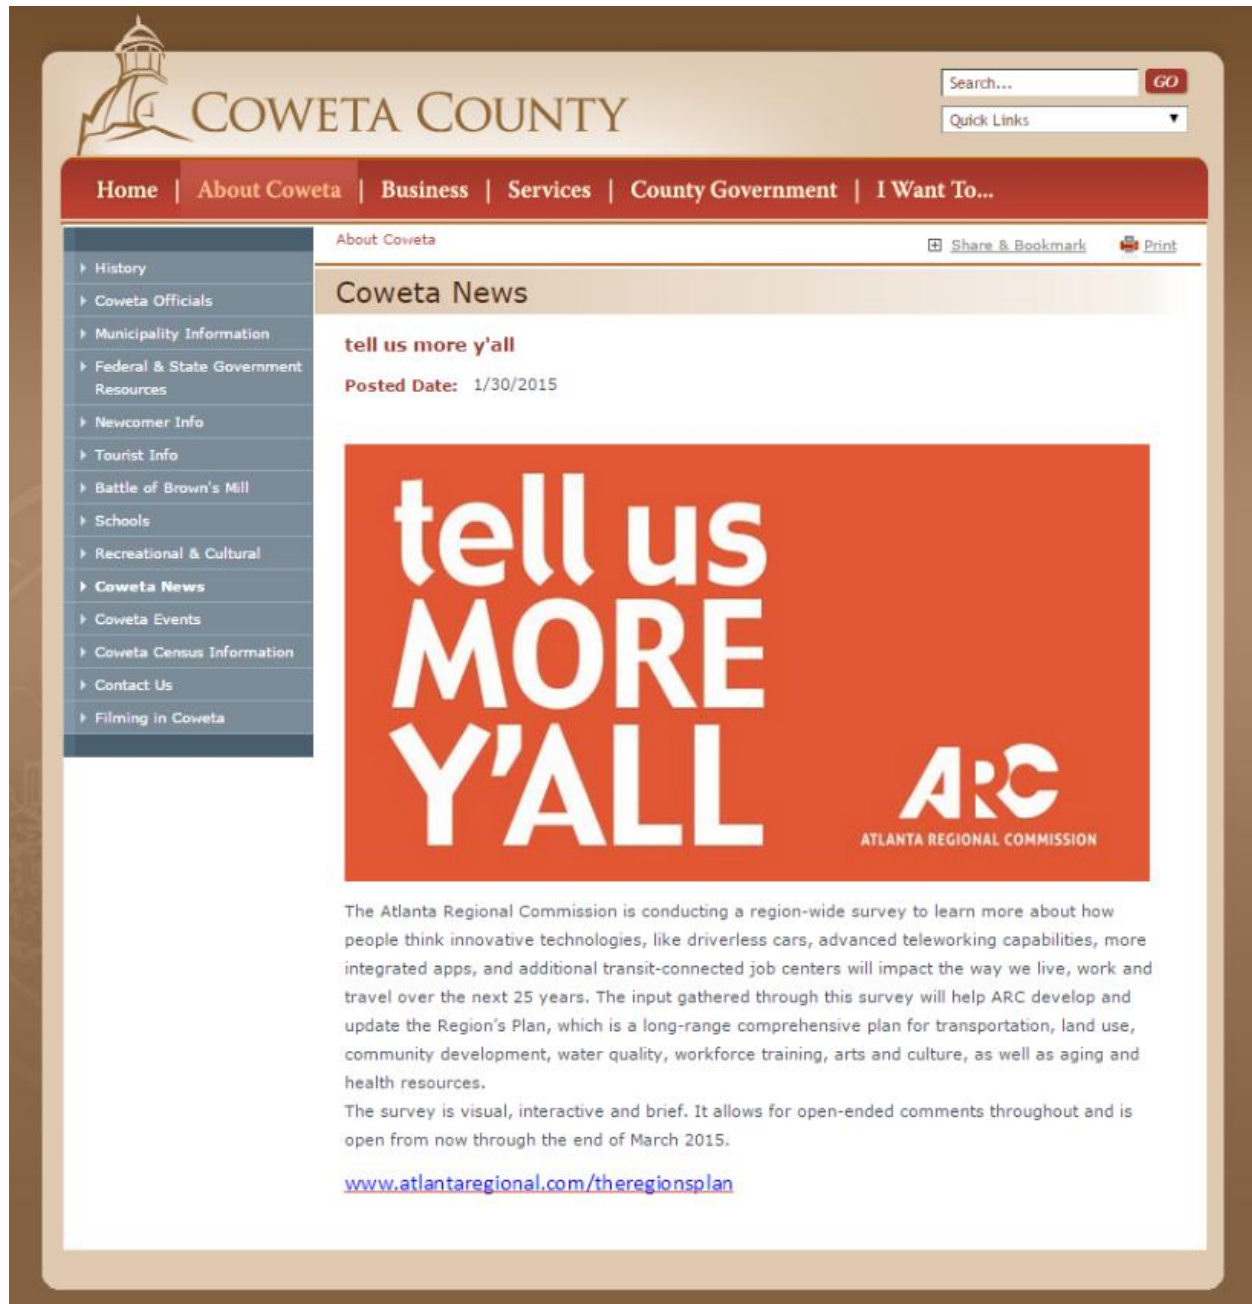 COWETA COUNTY
Search...
GO
Quick Links
Home | About Coweta | Business | Services | County Government | I Want To...
History
Coweta Officials
Municipality Information
Federal & State Government
Resources
Newcomer Info
Tourist Info
Battle of Brown's Mill
Schools
Recreational & Cultural
Coweta News
Coweta Events
Coweta Census Information
Contact Us
Filming in Coweta
About Coweta
Share & Bookmark
Print
Coweta News
tell us more y'all
Posted Date: 1/30/2015
tell us
MORE
Y'ALL
ARC
ATLANTA REGIONAL COMMISSION
The Atlanta Regional Commission is conducting a region-wide survey to learn more about how
people think innovative technologies, like driverless cars, advanced teleworking capabilities, more
integrated apps, and additional transit-connected job centers will impact the way we live, work and
travel over the next 25 years. The input gathered through this survey will help ARC develop and
update the Region's Plan, which is a long-range comprehensive plan for transportation, land use,
community development, water quality, workforce training, arts and culture, as well as aging and
health resources.
The survey is visual, interactive and brief. It allows for open-ended comments throughout and is
open from now through the end of March 2015.
www.atlantaregional.com/theregionsplan